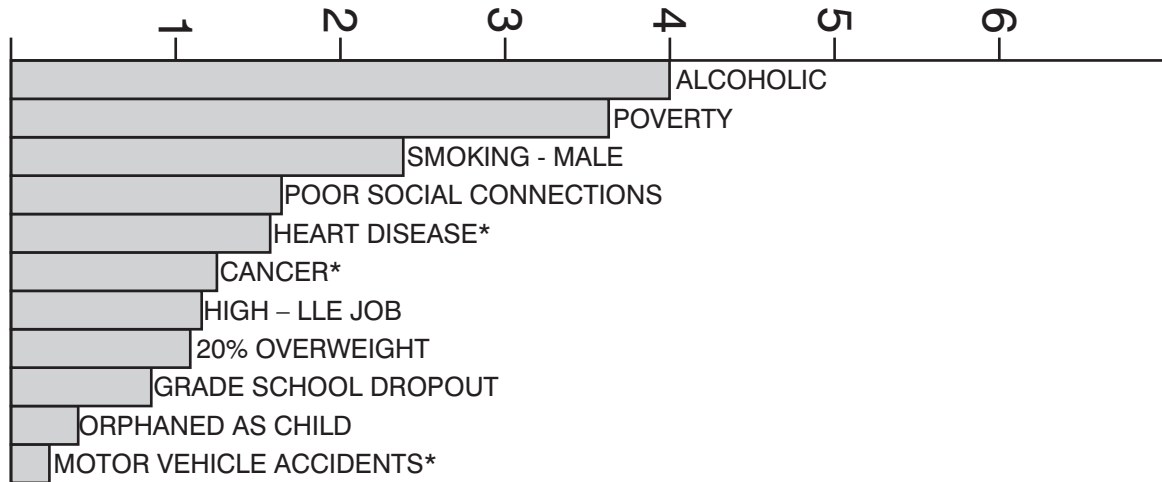 1 2 3 4 5 6
ALCOHOLIC
POVERTY
SMOKING - MALE
POOR SOCIAL CONNECTIONS
HEART DISEASE*
CANCER*
HIGH – LLE JOB
20% OVERWEIGHT
GRADE SCHOOL DROPOUT
ORPHANED AS CHILD
MOTOR VEHICLE ACCIDENTS*